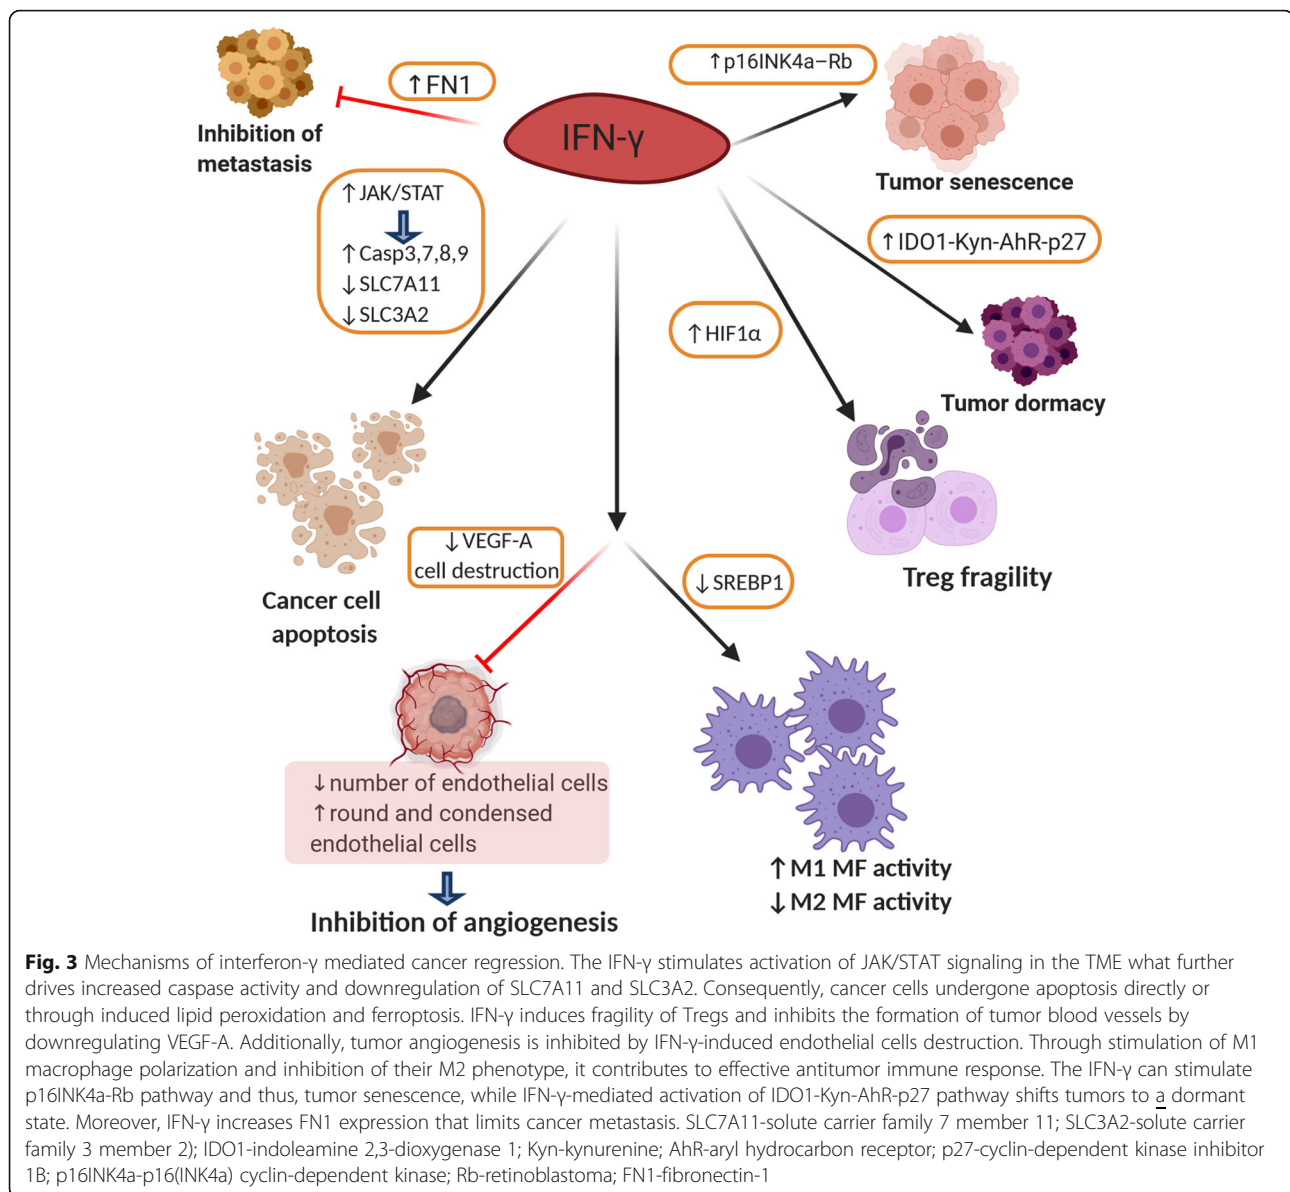 IFN-γ
↑FN1
Inhibition of
metastasis
↑p16INK4a–Rb
Tumor senescence
↑JAK/STAT
↑Casp3,7,8,9
↓SLC7A11
↓SLC3A2
↑IDO1-Kyn-AhR-p27
Tumor dormacy
↑HIF1α
Treg fragility
Cancer cell
apoptosis
↓VEGF-A
cell destruction
↓SREBP1
↓number of endothelial cells
↑round and condensed
endothelial cells
Inhibition of angiogenesis
↑M1 MF activity
↓M2 MF activity
Fig. 3 Mechanisms of interferon-γ mediated cancer regression. The IFN-γ stimulates activation of JAK/STAT signaling in the TME what further
drives increased caspase activity and downregulation of SLC7A11 and SLC3A2. Consequently, cancer cells undergone apoptosis directly or
through induced lipid peroxidation and ferroptosis. IFN-γ induces fragility of Tregs and inhibits the formation of tumor blood vessels by
downregulating VEGF-A. Additionally, tumor angiogenesis is inhibited by IFN-γ-induced endothelial cells destruction. Through stimulation of M1
macrophage polarization and inhibition of their M2 phenotype, it contributes to effective antitumor immune response. The IFN-γ can stimulate
p16INK4a-Rb pathway and thus, tumor senescence, while IFN-γ-mediated activation of IDO1-Kyn-AhR-p27 pathway shifts tumors to a dormant
state. Moreover, IFN-γ increases FN1 expression that limits cancer metastasis. SLC7A11-solute carrier family 7 member 11; SLC3A2-solute carrier
family 3 member 2); IDO1-indoleamine 2,3-dioxygenase 1; Kyn-kynurenine; AhR-aryl hydrocarbon receptor; p27-cyclin-dependent kinase inhibitor
1B; p16INK4a-p16(INK4a) cyclin-dependent kinase; Rb-retinoblastoma; FN1-fibronectin-1